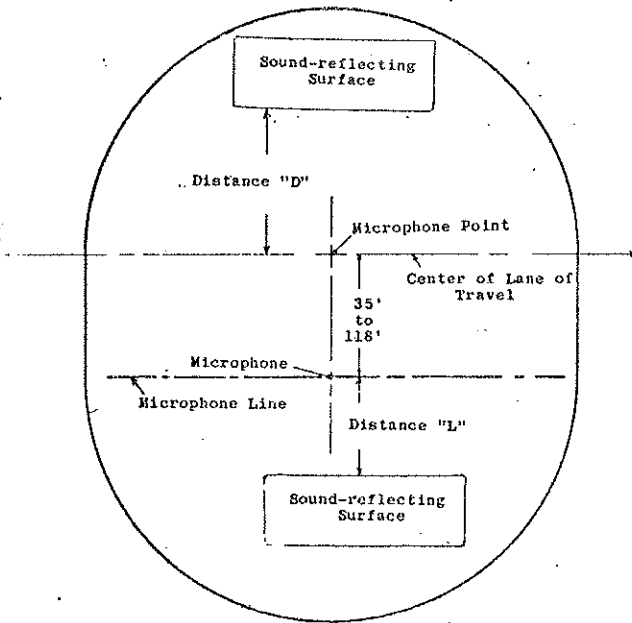 Sound-reflecting
Surface
Distance "D"
Microphone Point
Center of Lane of
Travel
35'
to
118'
Microphone
Microphone Line
Distance "L"
Sound-reflecting
Surface